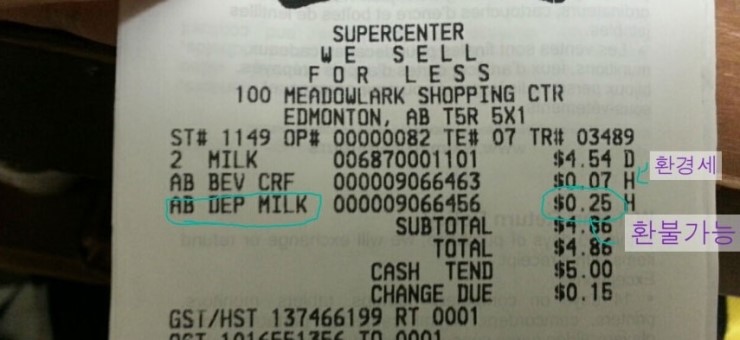 SUPERCENTER
WE SELL
FOR LESS
100 MEADOWLARK SHOPPING CTR
EDMONTON, AB T5R 5X1
ST# 1149 OP# 00000082 TE# 07 TR# 03489
2 MILK 006870001101 $4.54 D
환경세
AB BEV CRF 000009066463 $0.07 H
AB DEP MILK 000009066456 $0.25 H
환불가능
SUBTOTAL $4.86
TOTAL $4.86
CASH TEND $5.00
CHANGE DUE $0.15
GST/HST 137466199 RT 0001